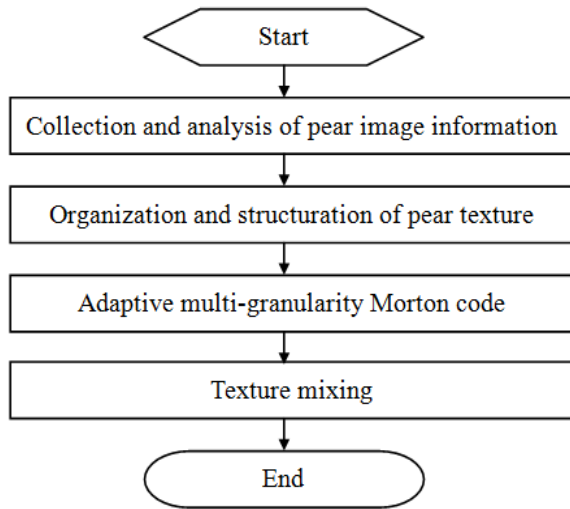 Start
Collection and analysis of pear image information
Organization and structuration of pear texture
Adaptive multi-granularity Morton code
Texture mixing
End